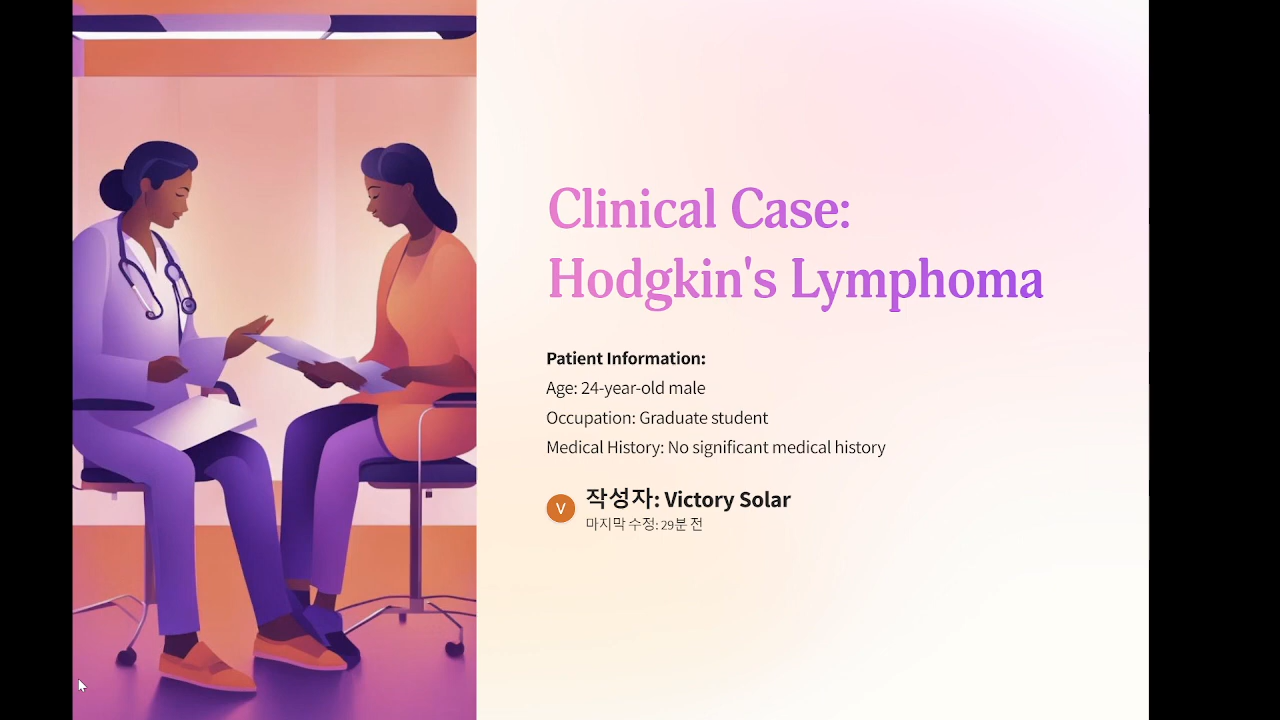 Clinical Case:
Hodgkin's Lymphoma
Patient Information:
Age: 24-year-old male
Occupation: Graduate student
Medical History: No significant medical history
V
작성자: Victory Solar
마지막 수정: 29분 전